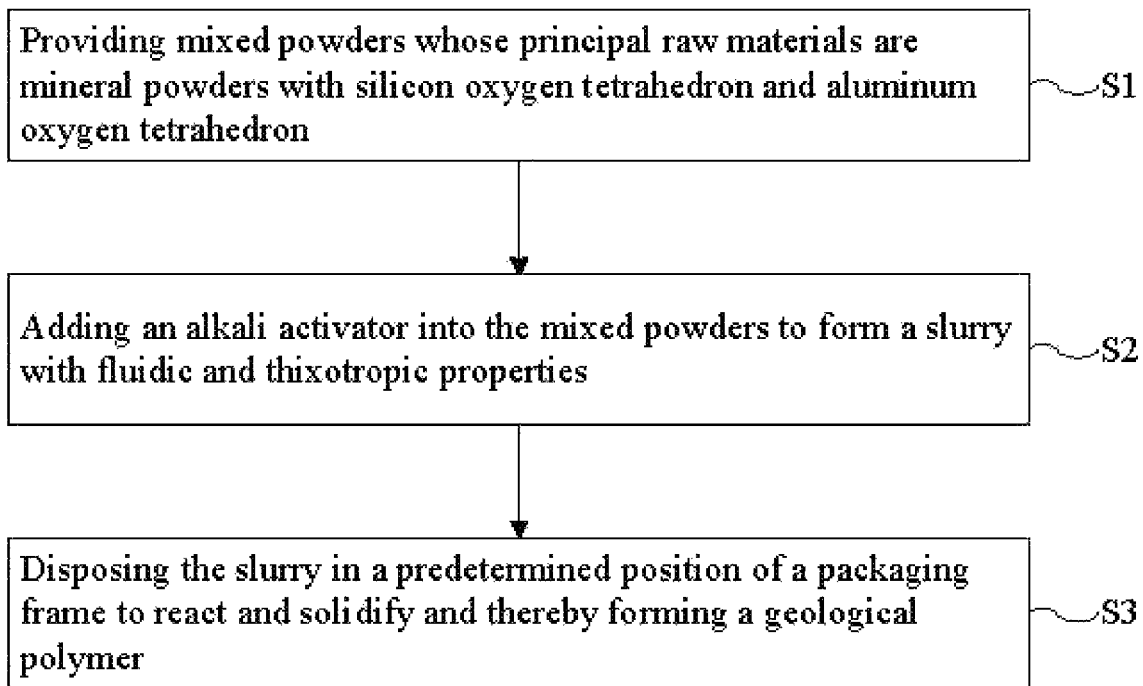 Providing mixed powders whose principal raw materials are
mineral powders with silicon oxygen tetrahedron and aluminum
oxygen tetrahedron
S1
Adding an alkali activator into the mixed powders to form a slurry
with fluidic and thixotropic properties
S2
Disposing the slurry in a predetermined position of a packaging
frame to react and solidify and thereby forming a geological
polymer
S3